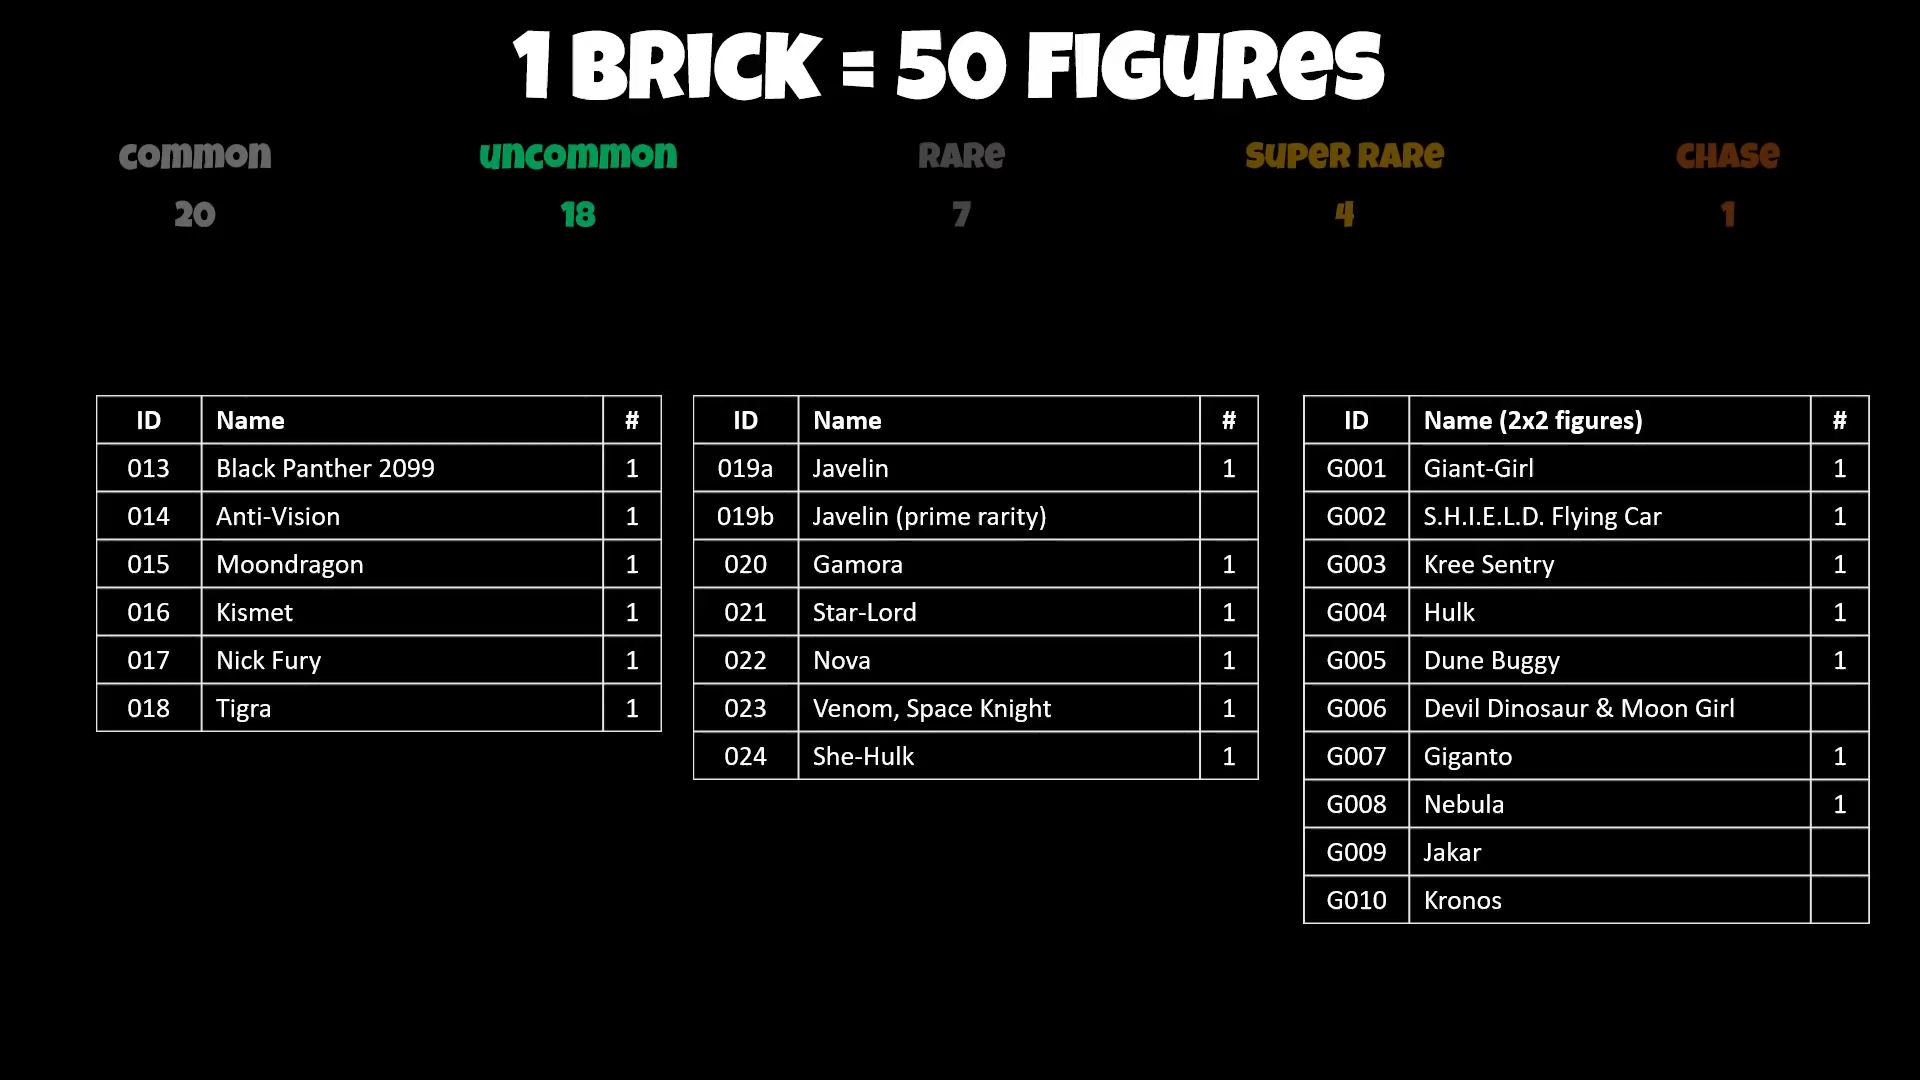 1 BRICK = 50 FIGURES
COMMON UNCOMMON RARE SUPER RARE CHASE
20 18 7 4 1
ID Name #
013 Black Panther 2099 1
014 Anti-Vision 1
015 Moondragon 1
016 Kismet 1
017 Nick Fury 1
018 Tigra 1
ID Name #
019a Javelin 1
019b Javelin (prime rarity)
020 Gamora 1
021 Star-Lord 1
022 Nova 1
023 Venom, Space Knight 1
024 She-Hulk 1
ID Name (2x2 figures) #
G001 Giant-Girl 1
G002 S.H.I.E.L.D. Flying Car 1
G003 Kree Sentry 1
G004 Hulk 1
G005 Dune Buggy 1
G006 Devil Dinosaur & Moon Girl
G007 Giganto 1
G008 Nebula 1
G009 Jakar
G010 Kronos